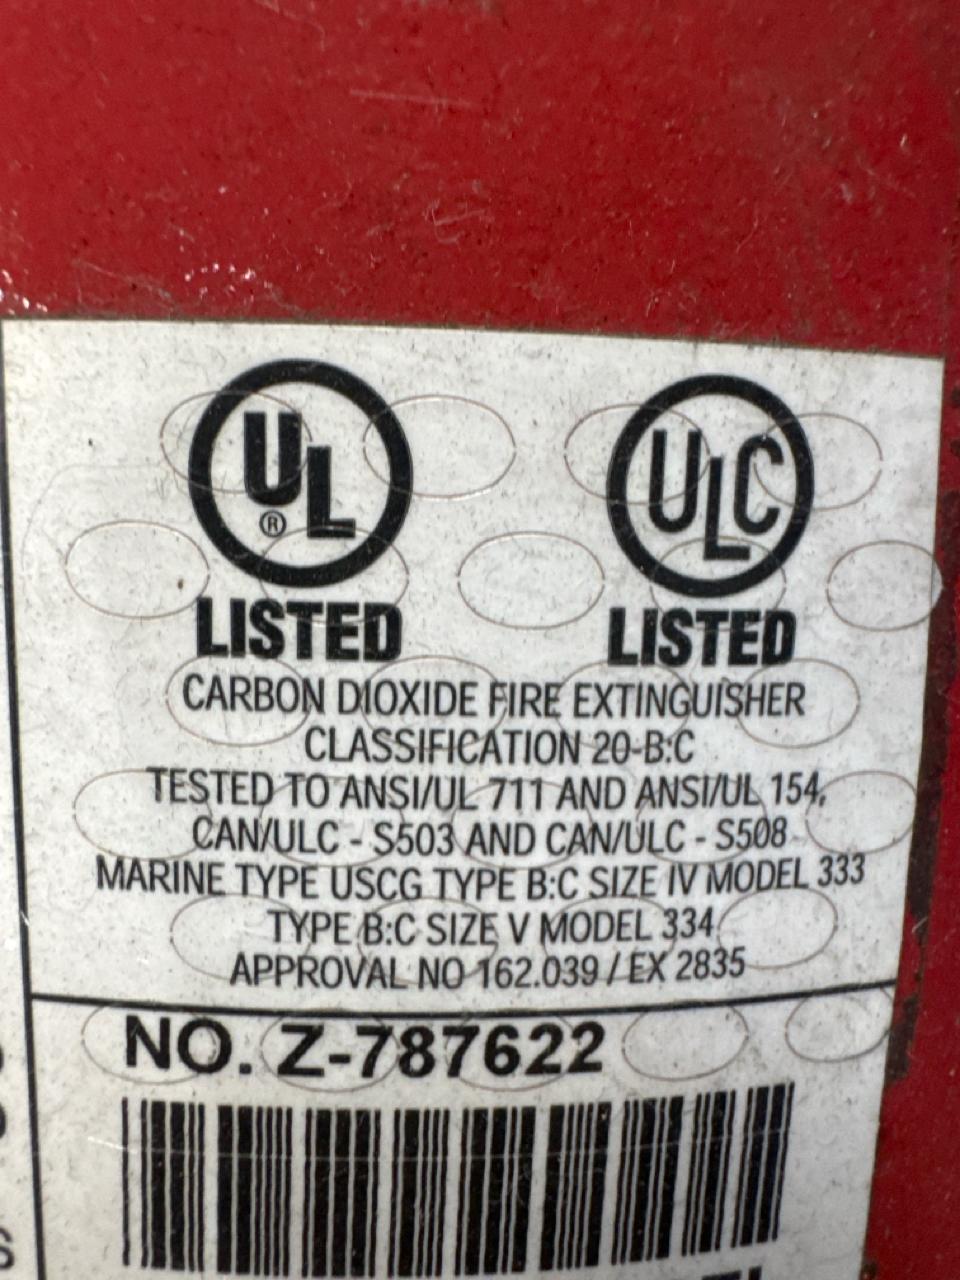 UL ® ULC
LISTED LISTED
CARBON DIOXIDE FIRE EXTINGUISHER
CLASSIFICATION 20-B:C
TESTED TO ANSI/UL 711 AND ANSI/UL 154,
CAN/ULC - S503 AND CAN/ULC - S508
MARINE TYPE USCG TYPE B:C SIZE IV MODEL 333
TYPE B:C SIZE V MODEL 334
APPROVAL NO 162.039 / EX 2835
NO. Z-787622